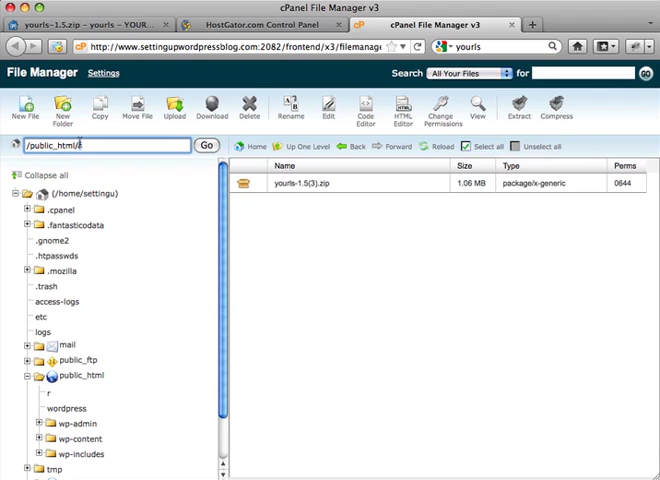 cPanel File Manager v3
yourls-1.5.zip - yourls - YOUR...
HostGator.com Control Panel
cPanel File Manager v3
http://www.settingupwordpressblog.com:2082/frontend/x3/filemanage
yourls
File Manager
Settings
Search
All Your Files
for
GO
New File
New Folder
Copy
Move File
Upload
Download
Delete
Rename
Edit
Code Editor
HTML Editor
Change Permissions
View
Extract
Compress
/public_html/
Go
Home
Up One Level
Back
Forward
Reload
Select all
Unselect all
Collapse all
Name
Size
Type
Perms
yourls-1.5(3).zip
1.06 MB
package/x-generic
0644
(/home/settingu)
.cpanel
.fantasticodata
.gnome2
.htpasswds
.mozilla
.trash
access-logs
etc
logs
mail
public_ftp
public_html
r
wordpress
wp-admin
wp-content
wp-includes
tmp